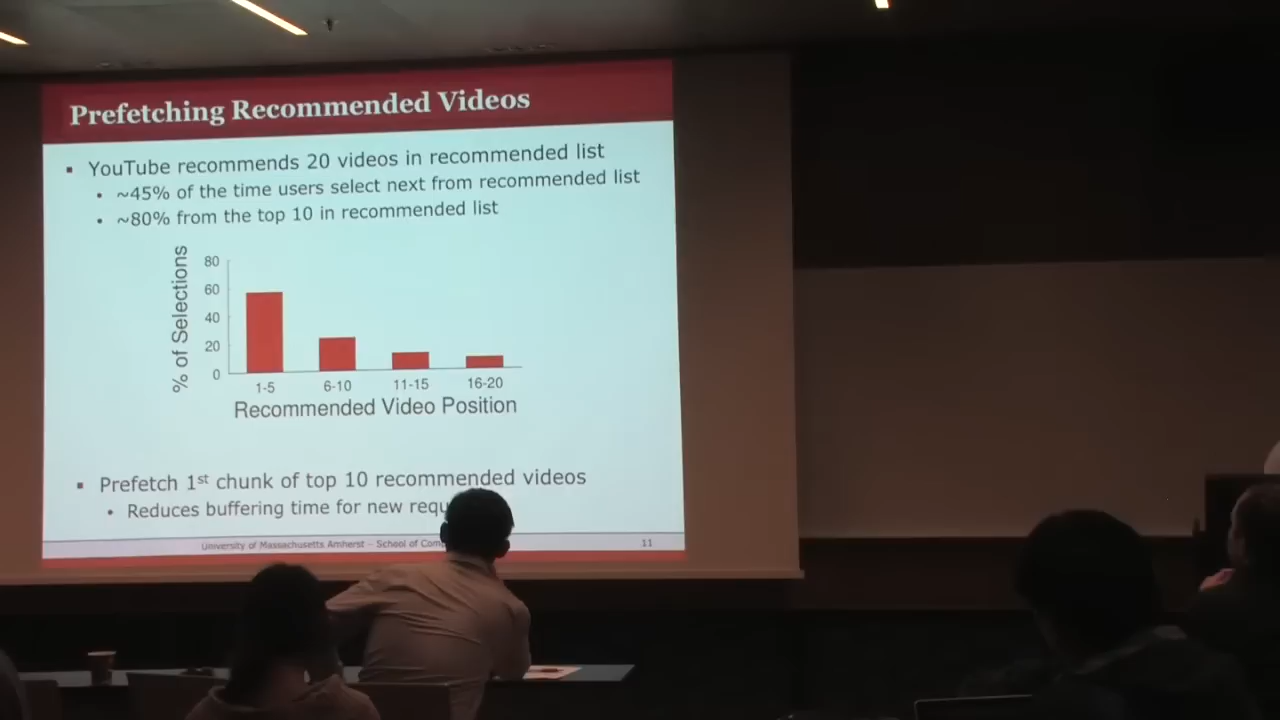 Prefetching Recommended Videos
YouTube recommends 20 videos in recommended list
~45% of the time users select next from recommended list
~80% from the top 10 in recommended list
% of Selections
80
60
40
20
0
1-5 6-10 11-15 16-20
Recommended Video Position
Prefetch 1st chunk of top 10 recommended videos
Reduces buffering time for new
University of Massachusetts Amherst – School of
11